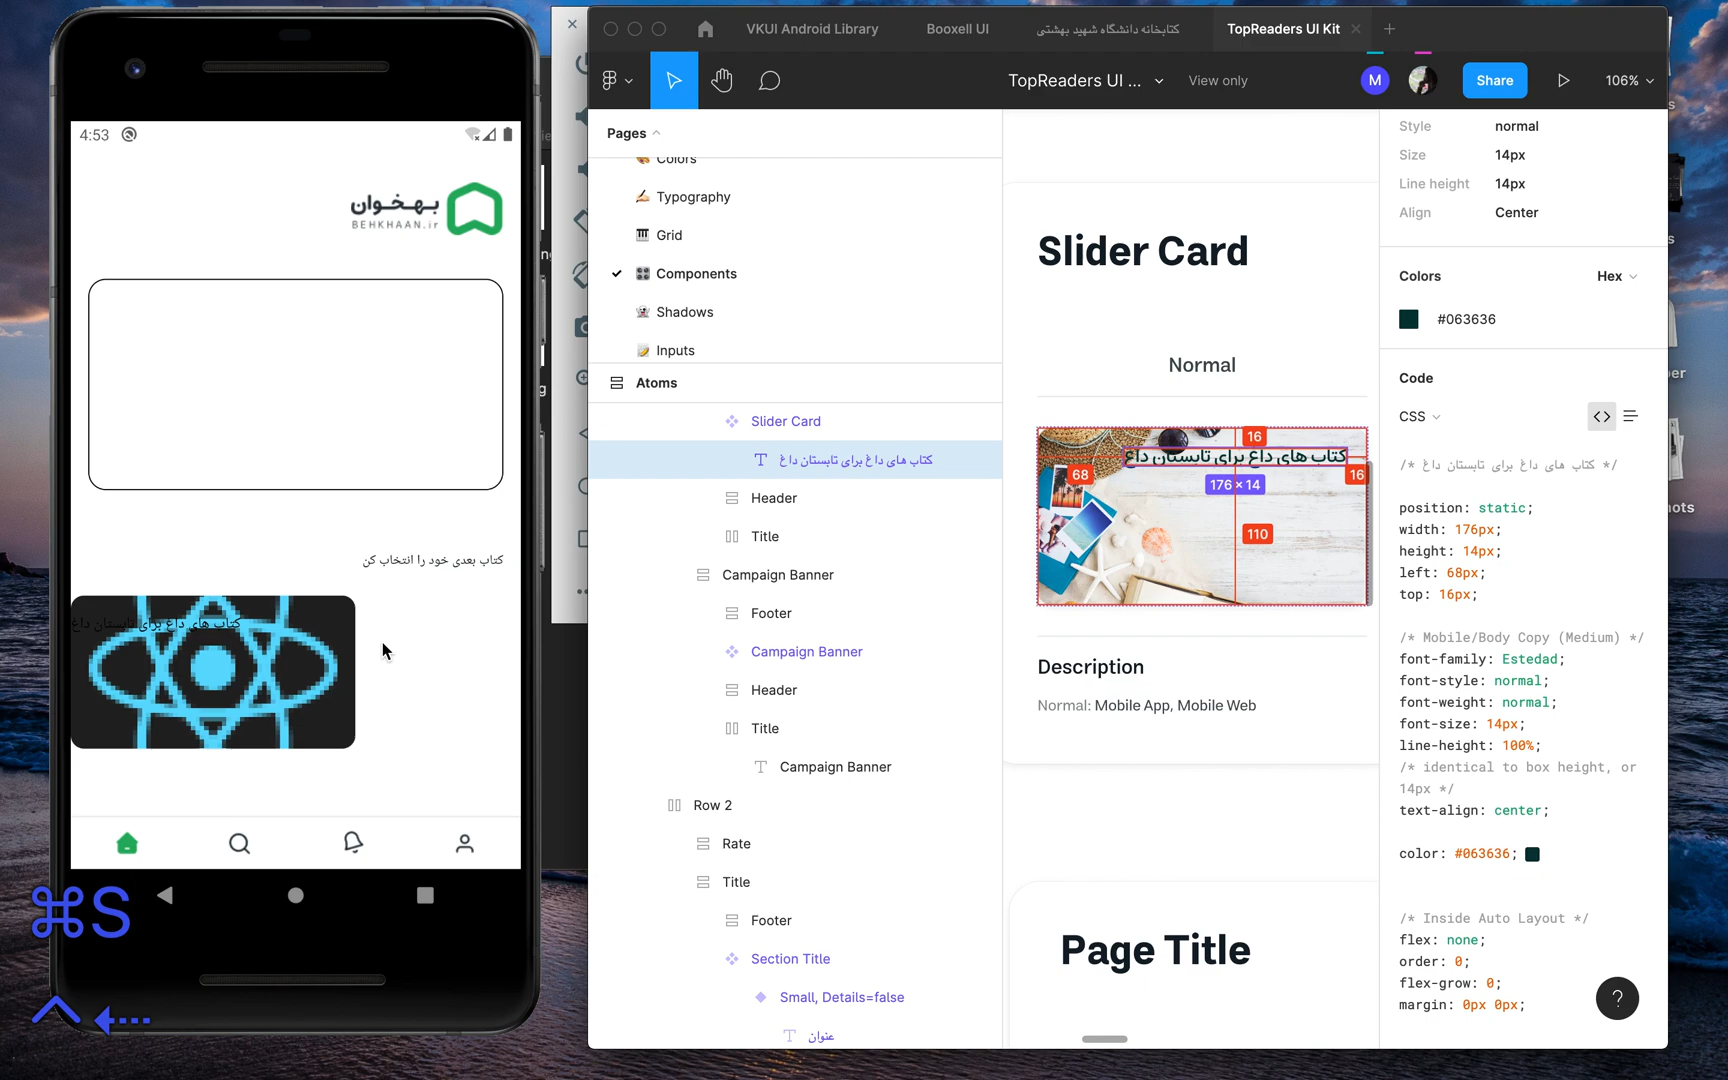 4:53
بهخوان
BEHKHAAN.ir
کتاب بعدی خود را انتخاب کن
کتاب های داغ برای تابستان داغ
⌘S
VKUI Android Library
Booxell UI
کتابخانه دانشگاه شهید بهشتی
TopReaders UI Kit
TopReaders UI ...
View only
M
Share
106%
Pages
Colors
Typography
Grid
Components
Shadows
Inputs
Atoms
Slider Card
کتاب های داغ برای تابستان داغ
Header
Title
Campaign Banner
Footer
Campaign Banner
Header
Title
Campaign Banner
Row 2
Rate
Title
Footer
Section Title
Small, Details=false
عنوان
Slider Card
Normal
16
کتاب های داغ برای تابستان داغ
68
16
176 × 14
110
Description
Normal: Mobile App, Mobile Web
Page Title
Style normal
Size 14px
Line height 14px
Align Center
Colors Hex
#063636
Code
CSS
/* کتاب های داغ برای تابستان داغ */
position: static;
width: 176px;
height: 14px;
left: 68px;
top: 16px;
/* Mobile/Body Copy (Medium) */
font-family: Estedad;
font-style: normal;
font-weight: normal;
font-size: 14px;
line-height: 100%;
/* identical to box height, or
14px */
text-align: center;
color: #063636;
/* Inside Auto Layout */
flex: none;
order: 0;
flex-grow: 0;
margin: 0px 0px;
?